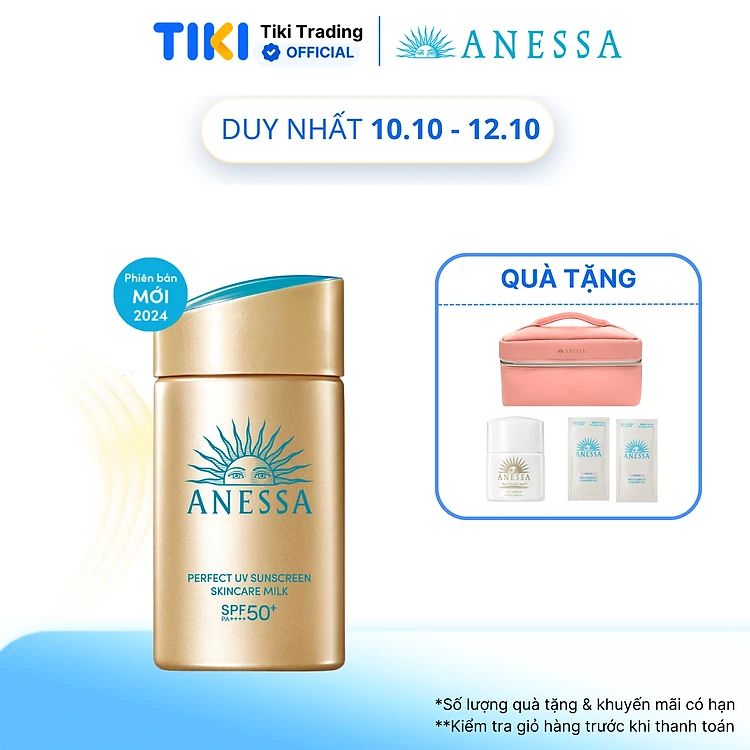 TIKI
Tiki Trading
OFFICIAL
ANESSA
DUY NHẤT 10.10 - 12.10
Phiên bản
MỚI
2024
ANESSA
PERFECT UV SUNSCREEN
SKINCARE MILK
SPF 50+
PA++++
QUÀ TẶNG
ANESSA
ANESSA
ANESSA
ANESSA
*Số lượng quà tặng & khuyến mãi có hạn
**Kiểm tra giỏ hàng trước khi thanh toán